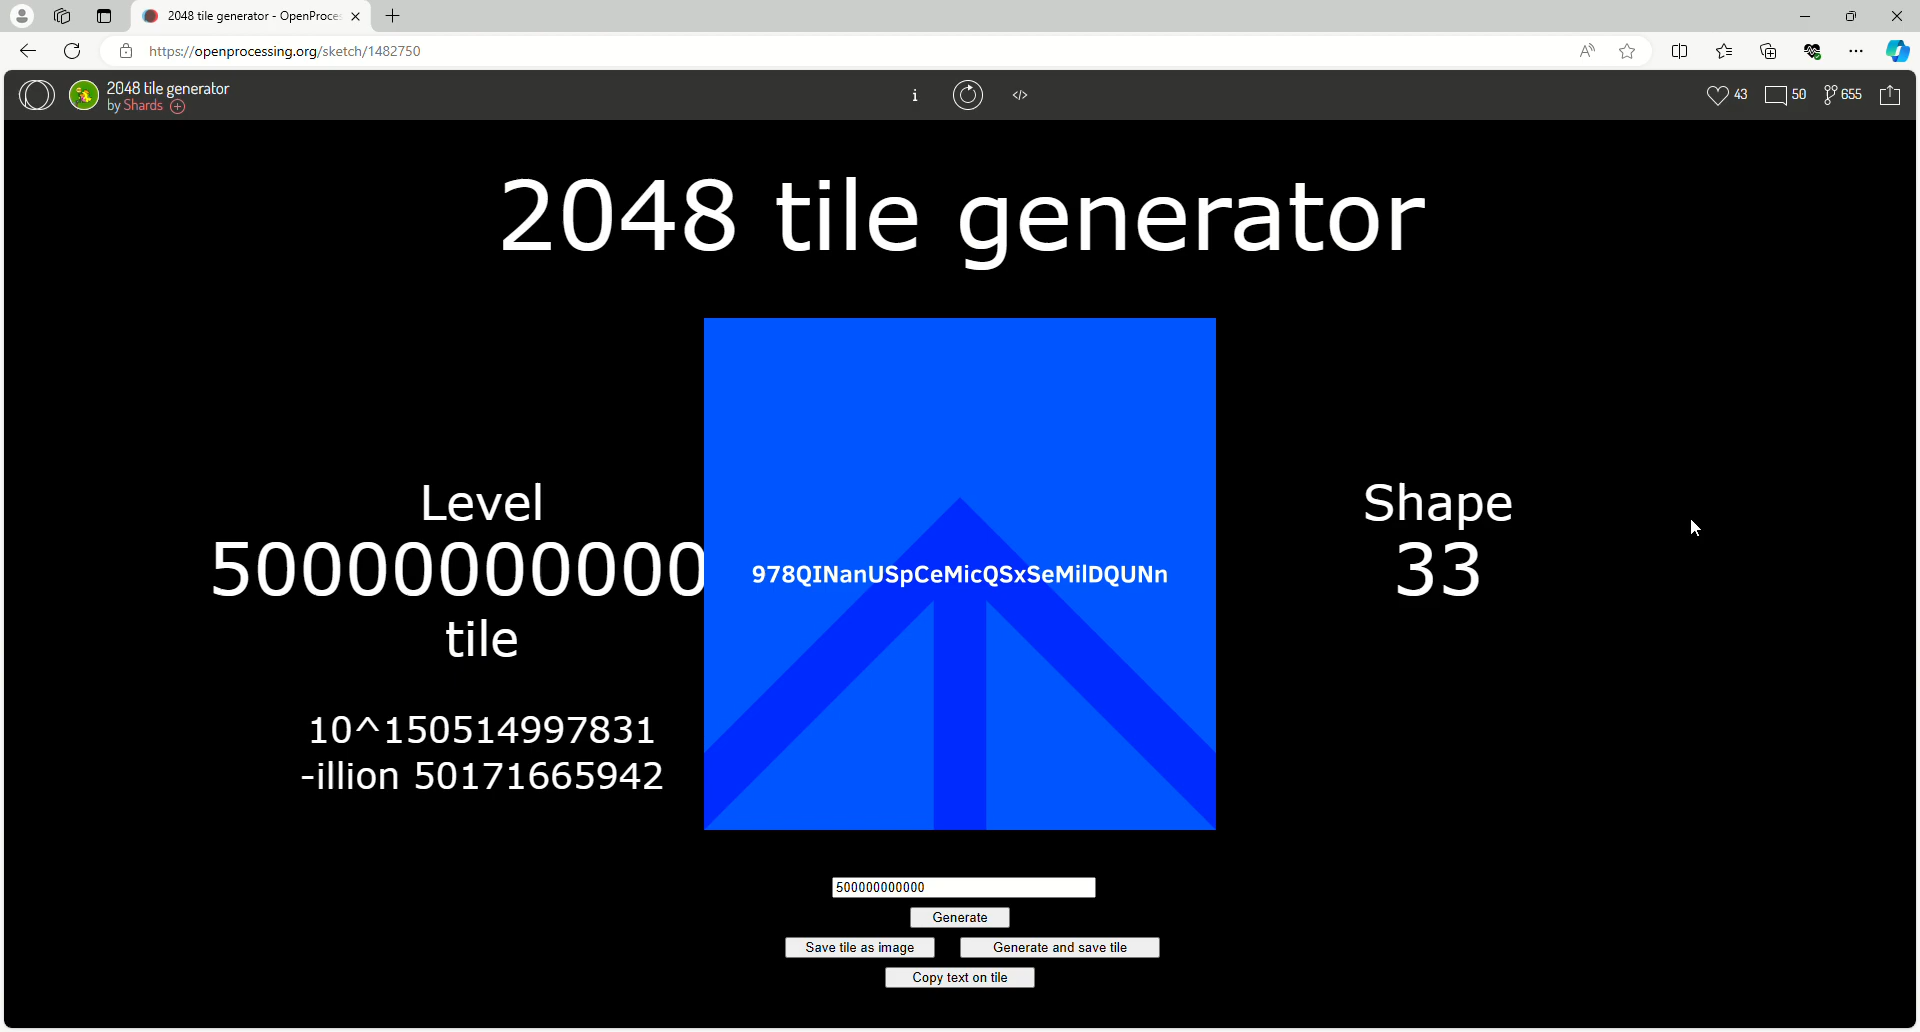 2048 tile generator - OpenProces
https://openprocessing.org/sketch/1482750
2048 tile generator
by Shards
i
</>
43
50
655
2048 tile generator
Level
50000000000
tile
10^150514997831
-illion 50171665942
978QINanUSpCeMicQSxSeMilDQUNn
Shape
33
500000000000
Generate
Save tile as image
Generate and save tile
Copy text on tile